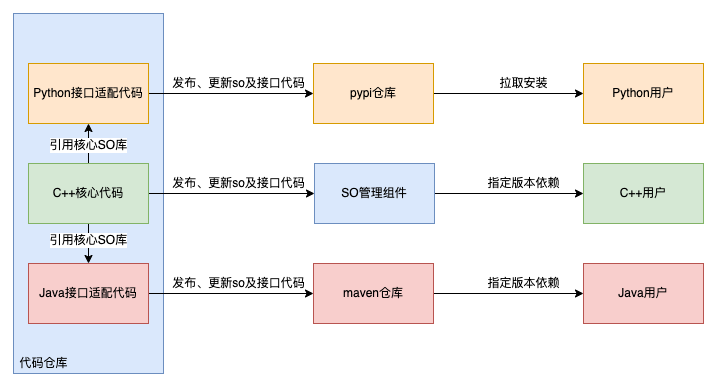 Python接口适配代码
发布、更新so及接口代码
pypi仓库
拉取安装
Python用户
引用核心SO库
C++核心代码
发布、更新so及接口代码
SO管理组件
指定版本依赖
C++用户
引用核心SO库
Java接口适配代码
发布、更新so及接口代码
maven仓库
指定版本依赖
Java用户
代码仓库